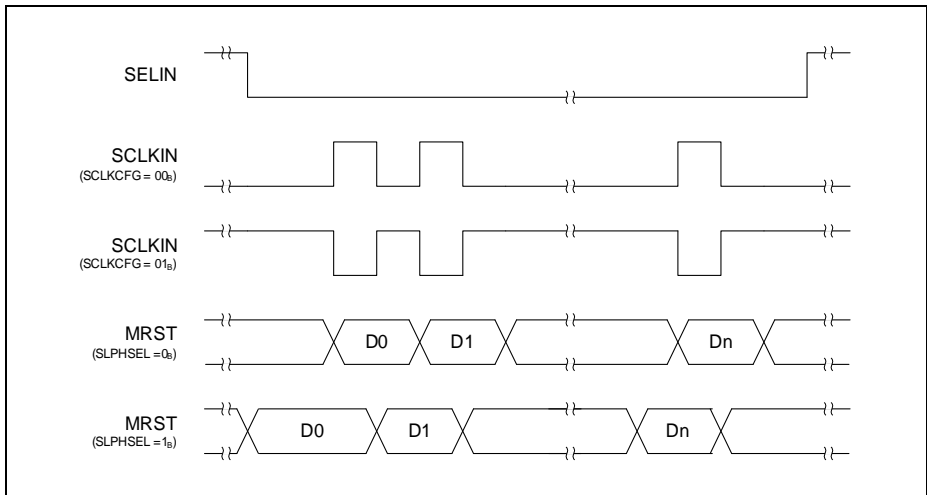 SELIN
SCLKIN
(SCLKCFG = 00B)
SCLKIN
(SCLKCFG = 01B)
MRST
(SLPHSEL =0B)
D0 D1 Dn
MRST
(SLPHSEL =1B)
D0 D1 Dn